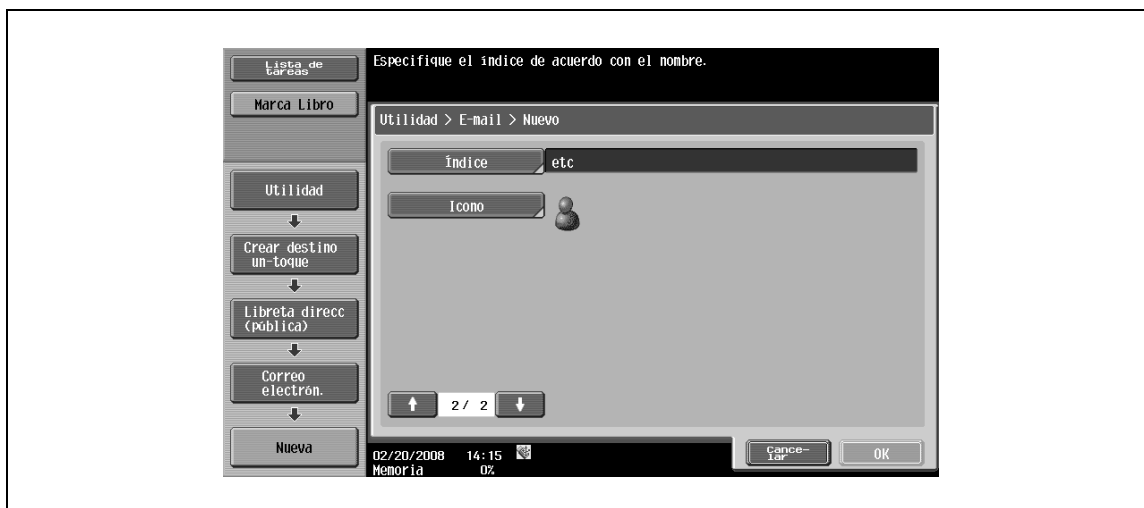 Lista de
tareas
Marca Libro
Utilidad
Crear destino
un-toque
Libreta direcc
(pública)
Correo
electrón.
Nueva
Especifique el índice de acuerdo con el nombre.
Utilidad > E-mail > Nuevo
Índice etc
Icono
2/ 2
02/20/2008 14:15
Memoria 0%
Cance-
lar
OK